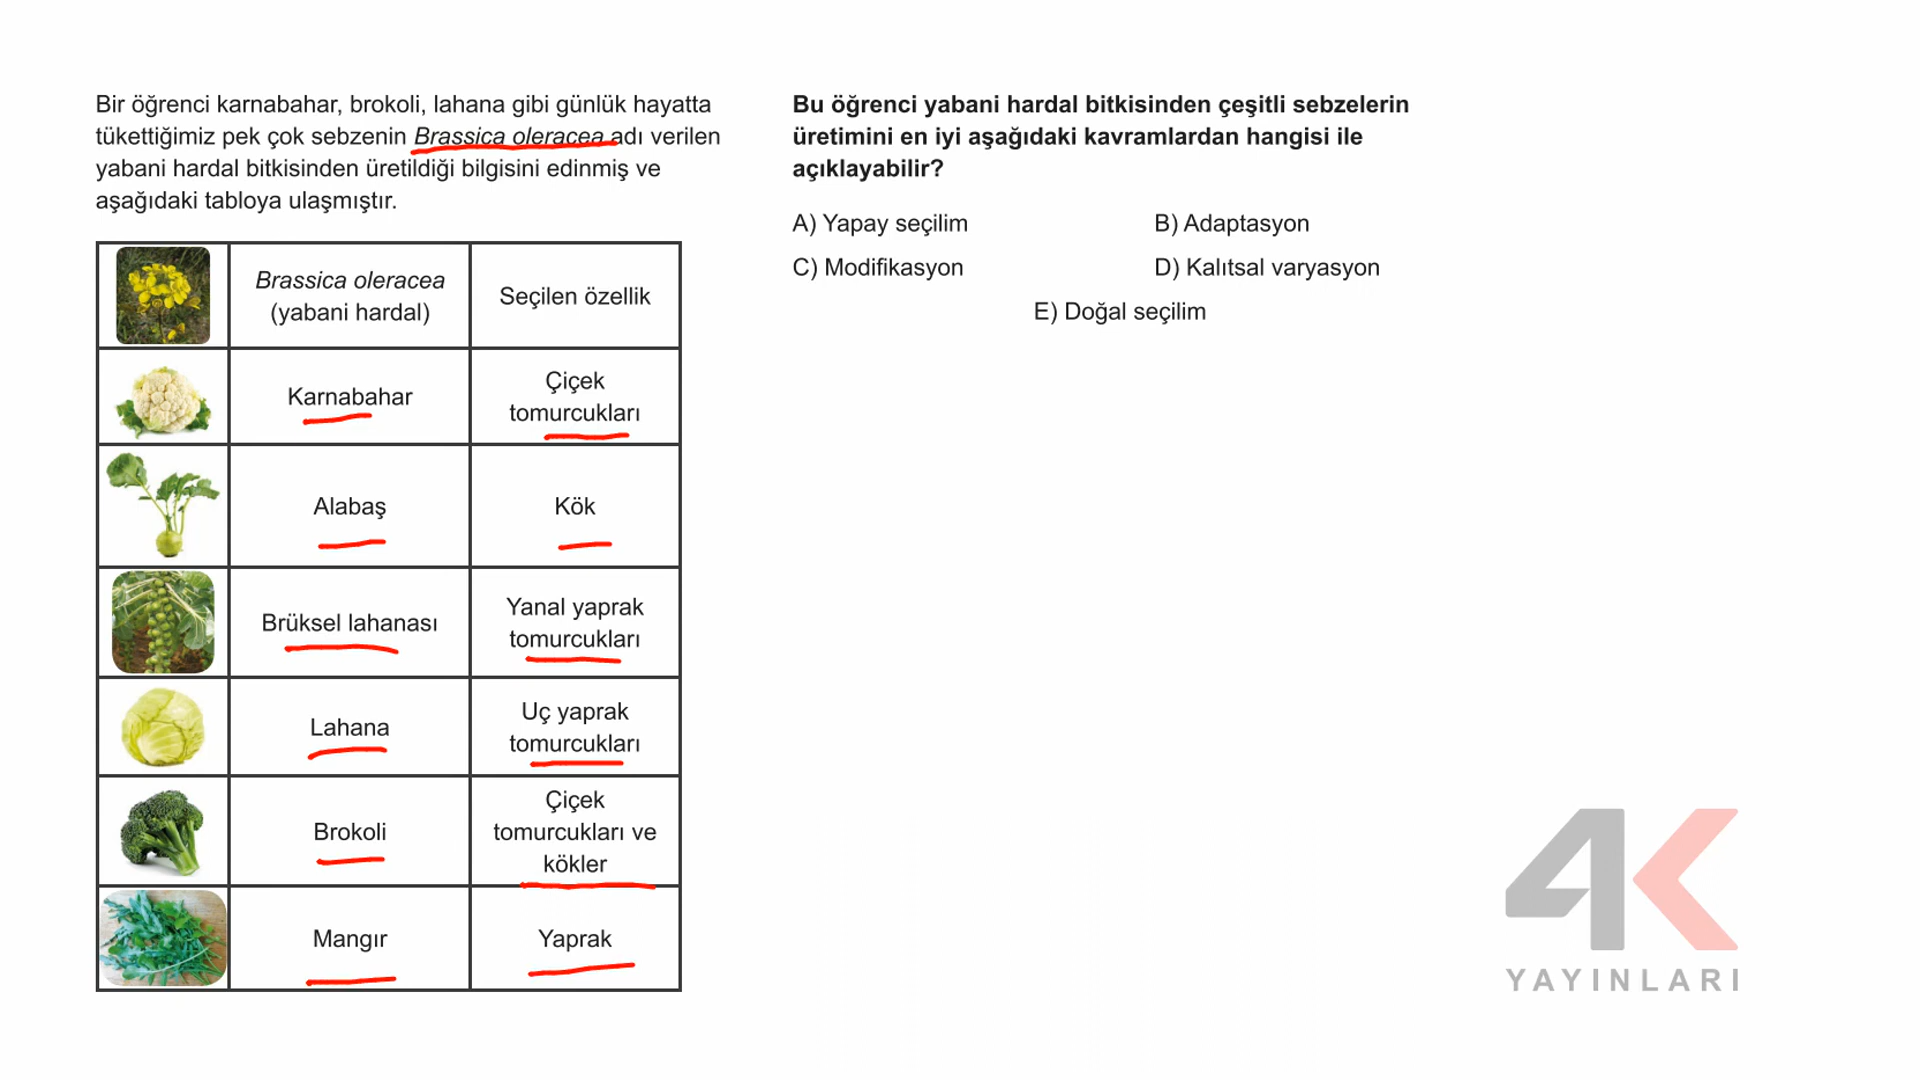 Bir öğrenci karnabahar, brokoli, lahana gibi günlük hayatta
tükettiğimiz pek çok sebzenin Brassica oleracea adı verilen
yabani hardal bitkisinden üretildiği bilgisini edinmiş ve
aşağıdaki tabloya ulaşmıştır.
Brassica oleracea
(yabani hardal)
Seçilen özellik
Karnabahar
Çiçek
tomurcukları
Alabaş
Kök
Brüksel lahanası
Yanal yaprak
tomurcukları
Lahana
Uç yaprak
tomurcukları
Brokoli
Çiçek
tomurcukları ve
kökler
Mangır
Yaprak
Bu öğrenci yabani hardal bitkisinden çeşitli sebzelerin
üretimini en iyi aşağıdaki kavramlardan hangisi ile
açıklayabilir?
A) Yapay seçilim
B) Adaptasyon
C) Modifikasyon
D) Kalıtsal varyasyon
E) Doğal seçilim
4K
YAYINLARI